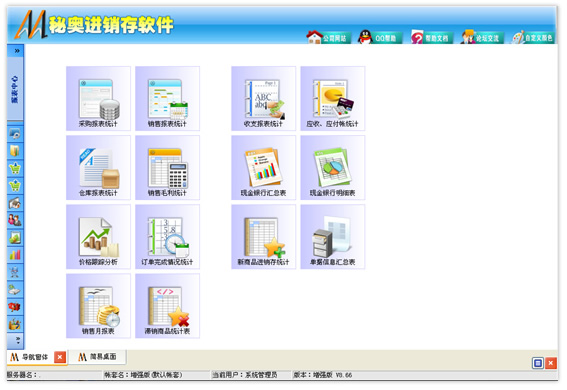 秘奥进销存软件
公司网站 QQ帮助 帮助文档 论坛交流 自定义颜色
报表中心
采购报表统计 销售报表统计 收支报表统计 应收、应付帐统计
仓库报表统计 销售毛利统计 现金银行汇总表 现金银行明细表
价格跟踪分析 订单完成情况统计 新商品进销存统计 单据信息汇总表
销售月报表 滞销商品统计表
导航窗体 简易桌面
服务器名：. 帐套名：增强版(默认帐套) 当前用户：系统管理员 版本：增强版 V8.66